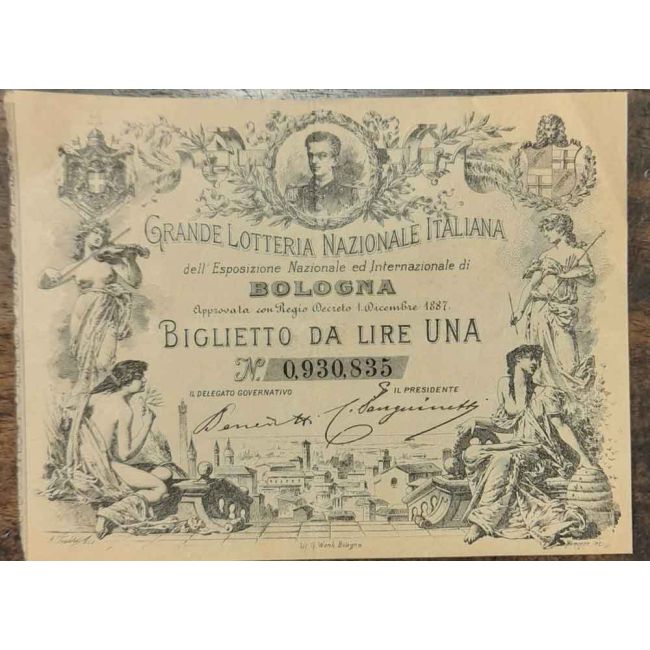 GRANDE LOTTERIA NAZIONALE ITALIANA
dell'Esposizione Nazionale ed Internazionale di
BOLOGNA
Approvata con Regio Decreto 1. Dicembre 1887.
BIGLIETTO DA LIRE UNA
N. 0,930,835
IL DELEGATO GOVERNATIVO
IL PRESIDENTE
Lit. G. Wenk Bologna